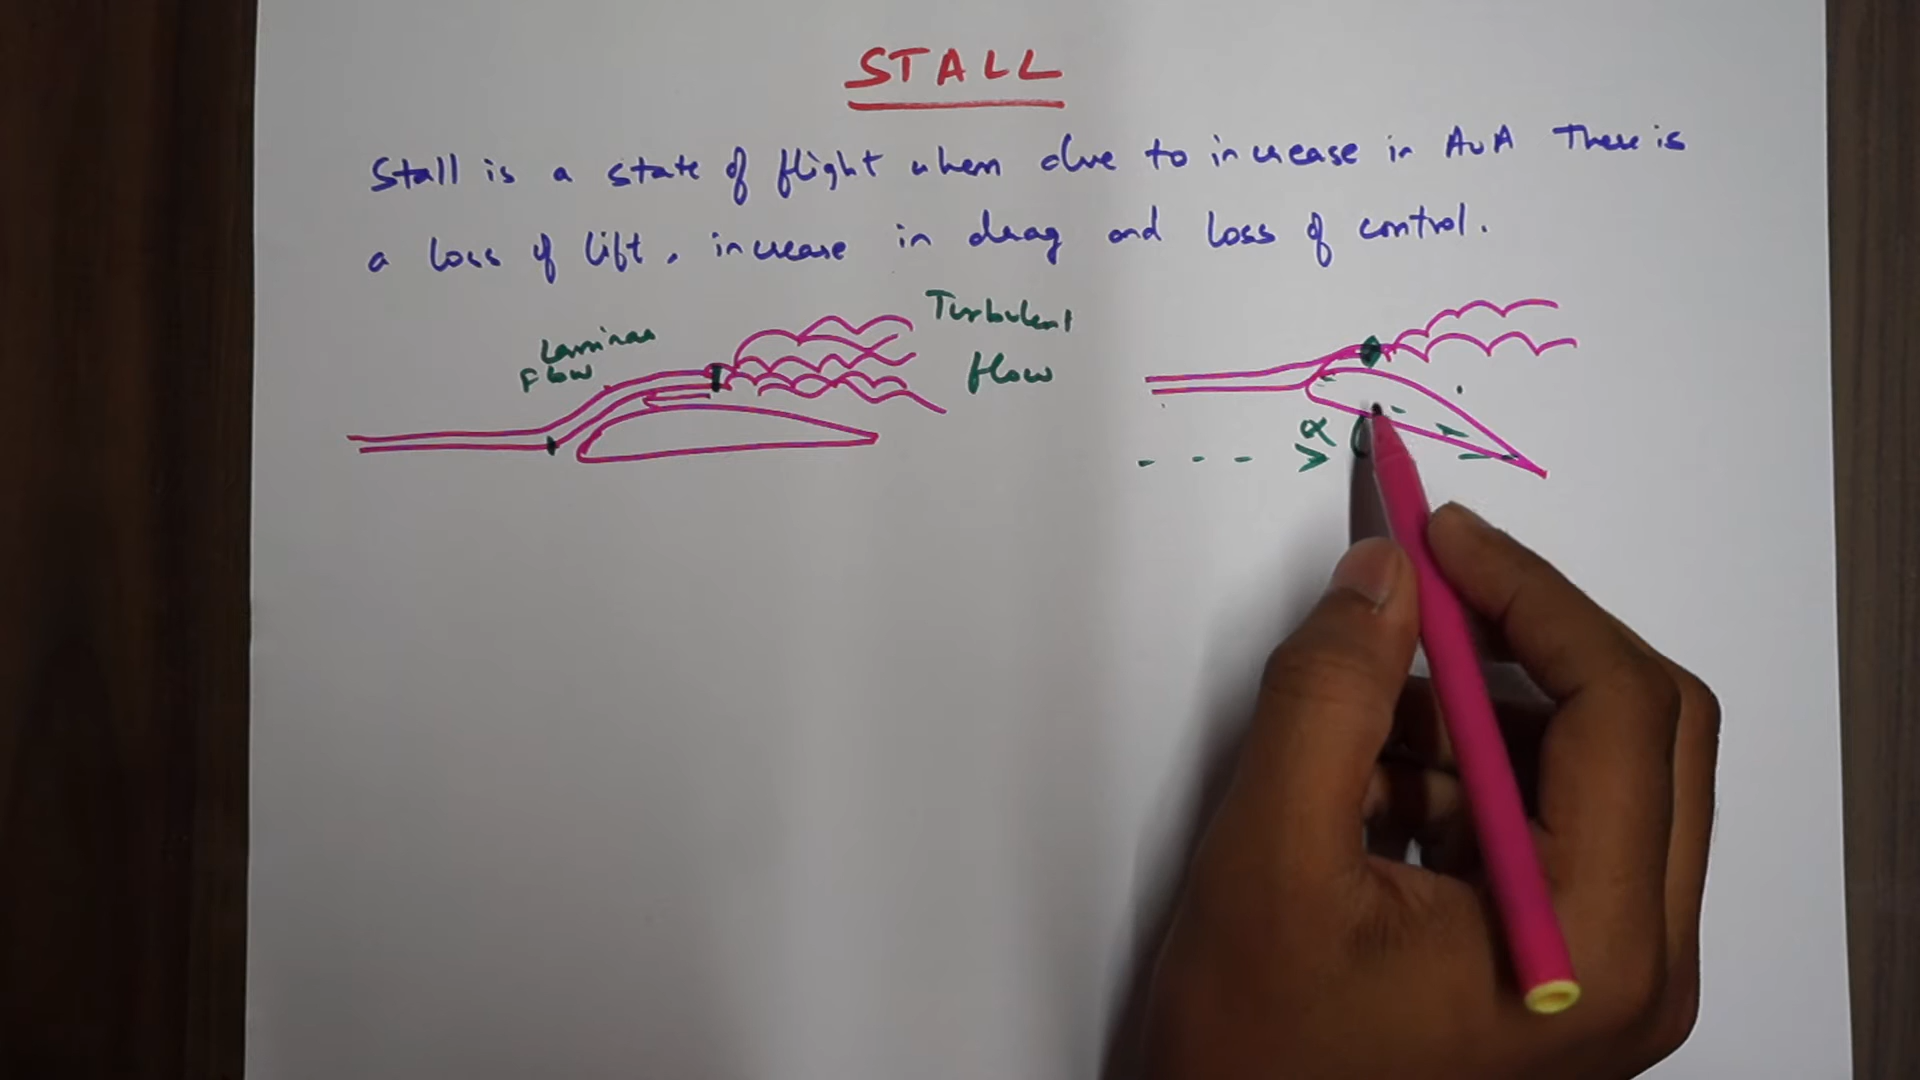 STALL
Stall is a state of flight when due to increase in AOA There is
a loss of lift, increase in drag and loss of control.
Turbulent
flow
Laminar
Flow
α